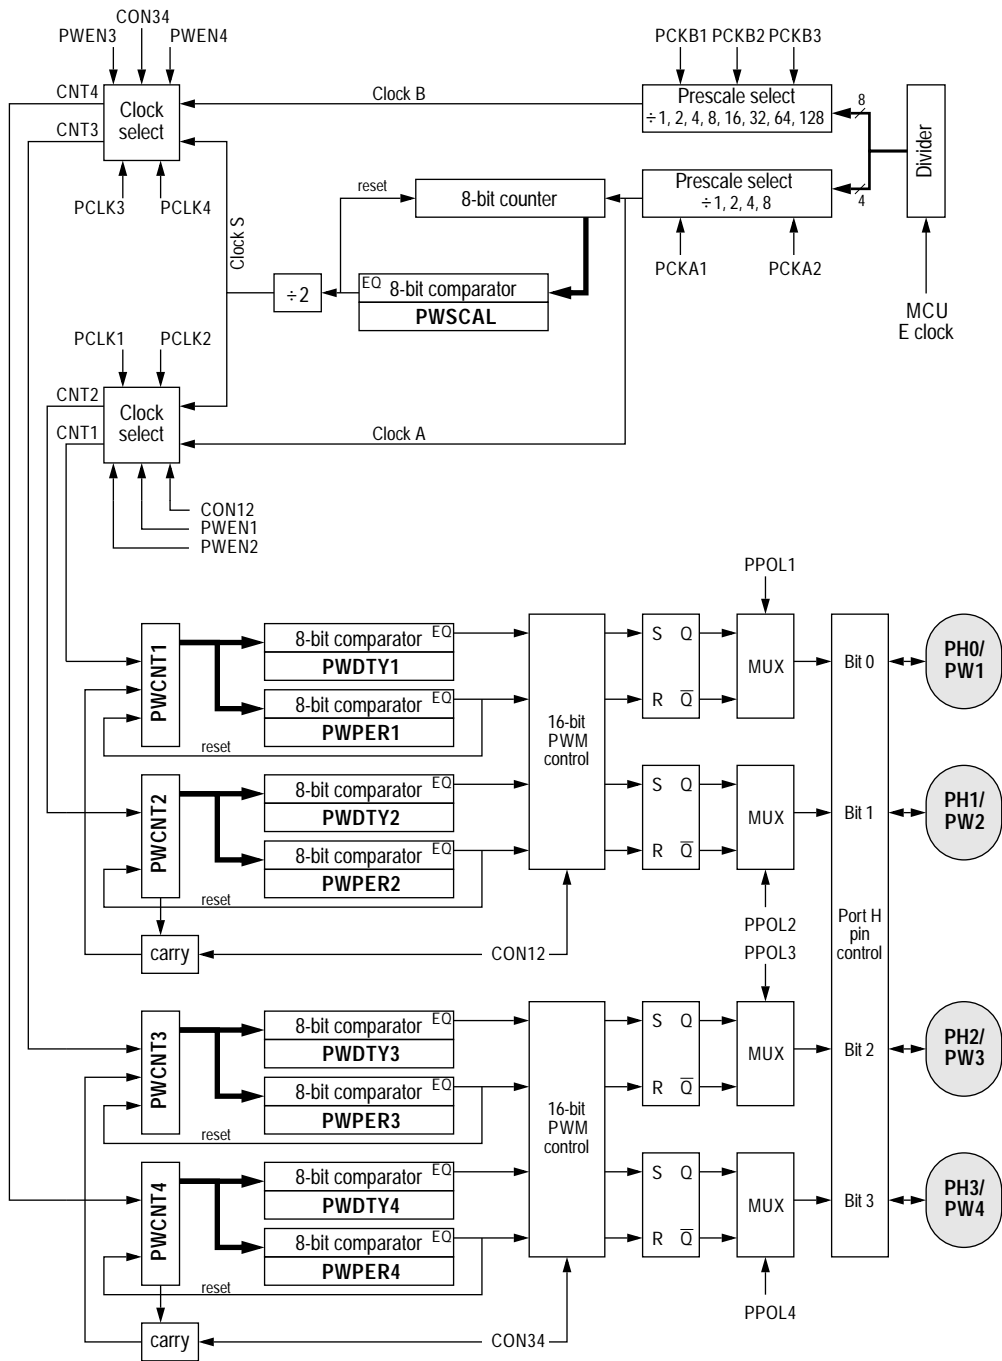 CON34
PWEN3
PWEN4
PCKB1
PCKB2
PCKB3
CNT4
CNT3
Clock
select
Clock B
Prescale select
÷ 1, 2, 4, 8, 16, 32, 64, 128
8
Divider
PCLK3
PCLK4
reset
8-bit counter
Prescale select
÷ 1, 2, 4, 8
4
PCKA1
PCKA2
Clock S
÷ 2
EQ
8-bit comparator
PWSCAL
MCU
E clock
PCLK1
PCLK2
CNT2
CNT1
Clock
select
Clock A
CON12
PWEN1
PWEN2
PPOL1
PWCNT1
8-bit comparator
EQ
PWDTY1
8-bit comparator
EQ
PWPER1
reset
16-bit
PWM
control
S Q
R Q̅
MUX
Bit 0
PH0/
PW1
PWCNT2
8-bit comparator
EQ
PWDTY2
8-bit comparator
EQ
PWPER2
reset
S Q
R Q̅
MUX
Bit 1
PH1/
PW2
carry
CON12
PPOL2
PPOL3
Port H
pin
control
PWCNT3
8-bit comparator
EQ
PWDTY3
8-bit comparator
EQ
PWPER3
reset
16-bit
PWM
control
S Q
R Q̅
MUX
Bit 2
PH2/
PW3
PWCNT4
8-bit comparator
EQ
PWDTY4
8-bit comparator
EQ
PWPER4
reset
S Q
R Q̅
MUX
Bit 3
PH3/
PW4
PPOL4
carry
CON34